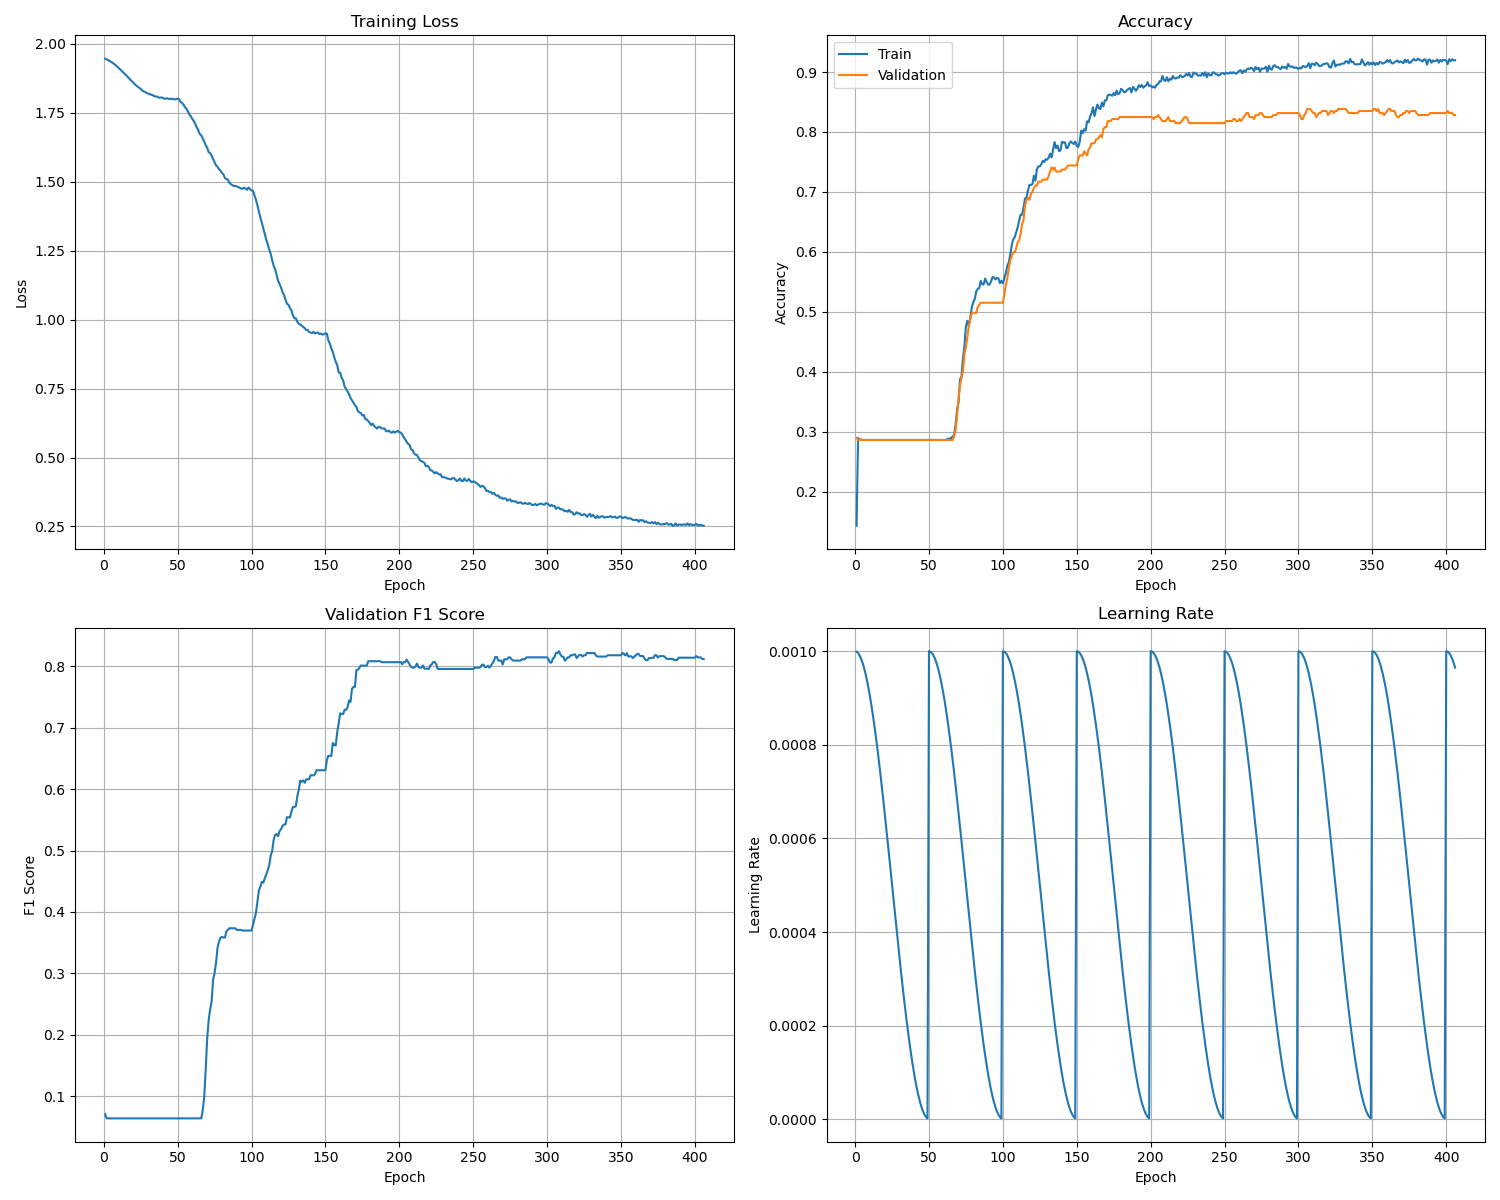 Training Loss
2.00
1.75
1.50
1.25
1.00
0.75
0.50
0.25
Loss
0 50 100 150 200 250 300 350 400
Epoch
Accuracy
Train
Validation
0.9
0.8
0.7
0.6
0.5
0.4
0.3
0.2
Accuracy
0 50 100 150 200 250 300 350 400
Epoch
Validation F1 Score
0.8
0.7
0.6
0.5
0.4
0.3
0.2
0.1
F1 Score
0 50 100 150 200 250 300 350 400
Epoch
Learning Rate
0.0010
0.0008
0.0006
0.0004
0.0002
0.0000
Learning Rate
0 50 100 150 200 250 300 350 400
Epoch